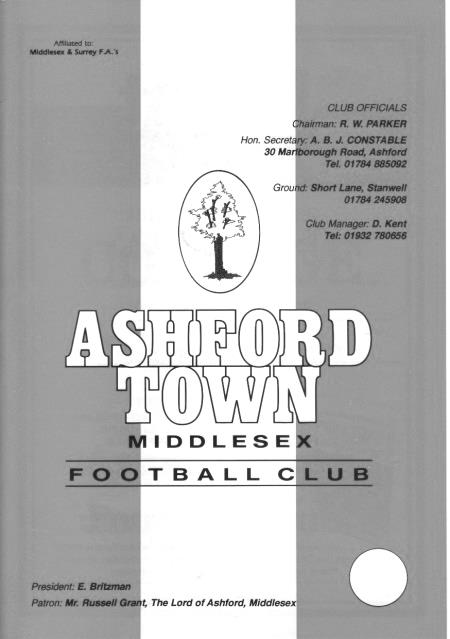 Affiliated to:
Middlesex & Surrey F.A.'s
CLUB OFFICIALS
Chairman: R. W. PARKER
Hon. Secretary: A. B. J. CONSTABLE
30 Marlborough Road, Ashford
Tel. 01784 885092
Ground: Short Lane, Stanwell
01784 245908
Club Manager: D. Kent
Tel: 01932 780656
ASHFORD
TOWN
MIDDLESEX
FOOTBALL CLUB
President: E. Britzman
Patron: Mr. Russell Grant, The Lord of Ashford, Middlesex